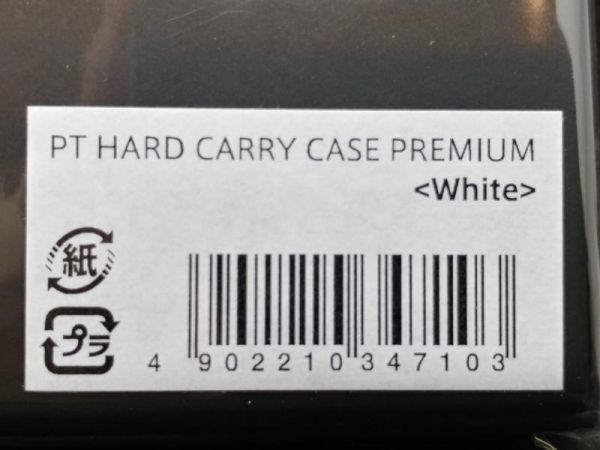 PT HARD CARRY CASE PREMIUM
<White>
紙
プラ
4 902210 347103